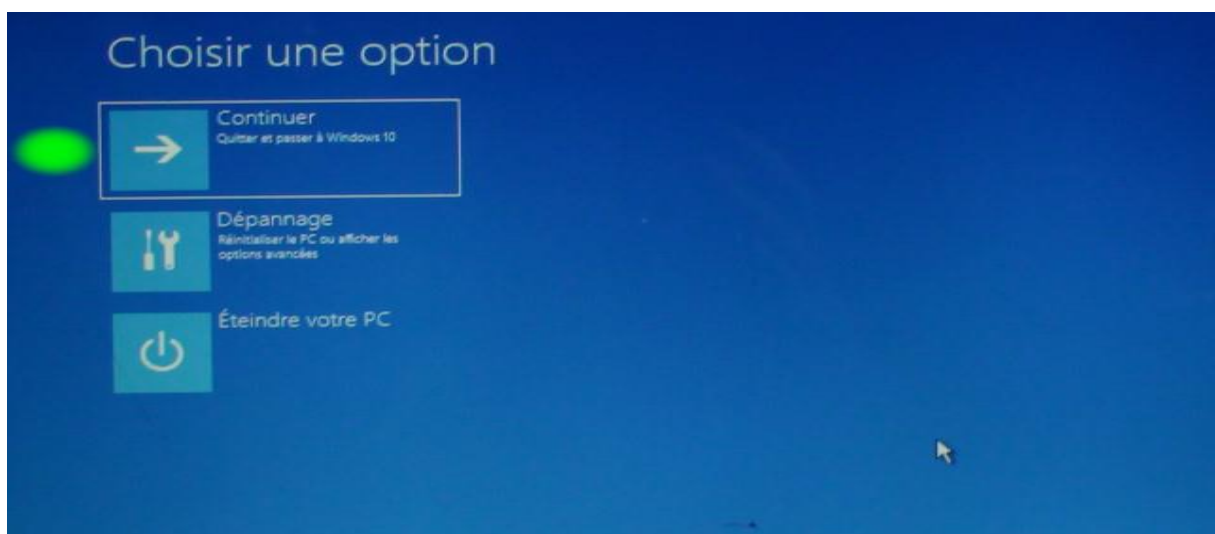 Choisir une option
Continuer
Quitter et passer à Windows 10
Dépannage
Réinitialiser le PC ou afficher les
options avancées
Éteindre votre PC